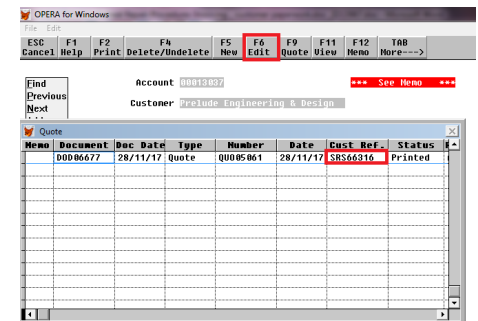 OPERA for Windows
File Edit
ESC F1 F2 F4 F5 F6 F9 F11 F12 TAB
Cancel Help Print Delete/Undelete New Edit Quote View Memo More--->
Find Account 00013037 *** See Memo ***
Previous
Next Customer Prelude Engineering & Design
Quote
Memo Document Doc Date Type Number Date Cust Ref. Status
DOD06677 28/11/17 Quote QUO05061 28/11/17 SRS66316 Printed